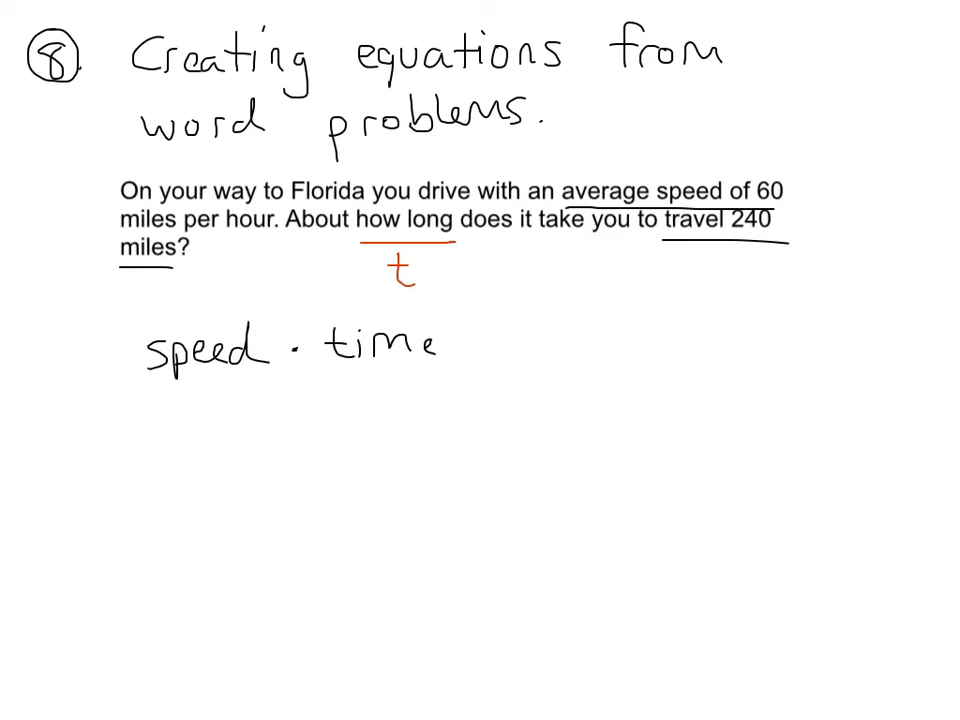 8 Creating equations from
word problems.
On your way to Florida you drive with an average speed of 60
miles per hour. About how long does it take you to travel 240
miles?
t
speed · time